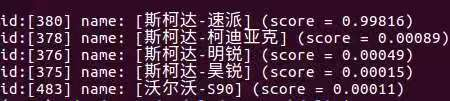 id:[380] name: [斯柯达-速派] (score = 0.99816)
id:[378] name: [斯柯达-柯迪亚克] (score = 0.00089)
id:[376] name: [斯柯达-明锐] (score = 0.00049)
id:[375] name: [斯柯达-昊锐] (score = 0.00015)
id:[483] name: [沃尔沃-S90] (score = 0.00011)